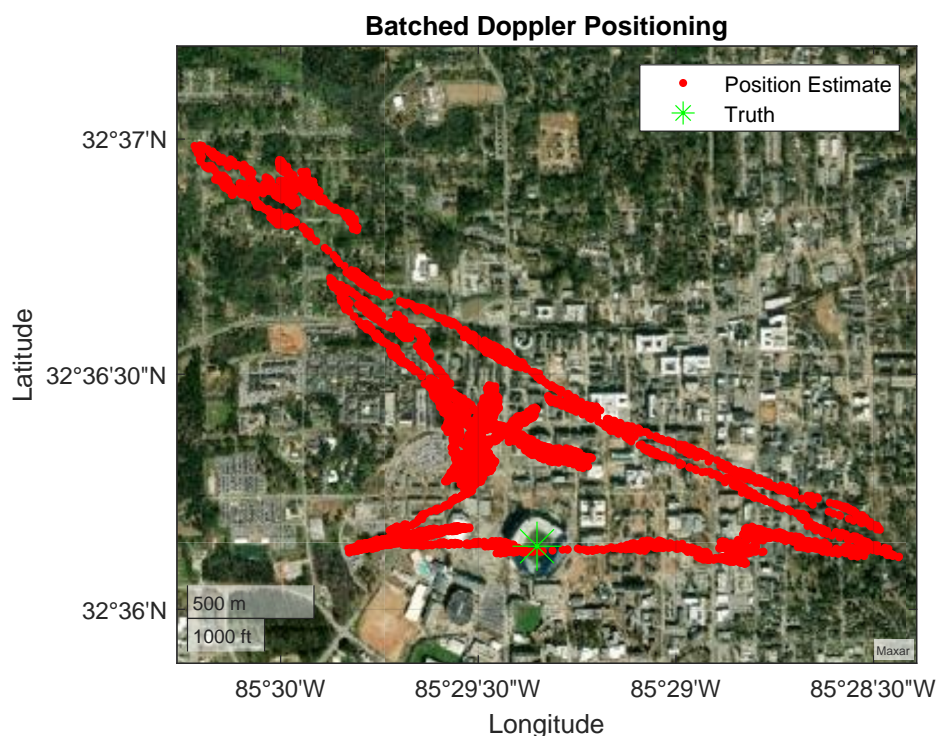 Batched Doppler Positioning
Position Estimate
Truth
32°37'N
32°36'30"N
32°36'N
Latitude
500 m
1000 ft
Maxar
85°30'W
85°29'30"W
85°29'W
85°28'30"W
Longitude